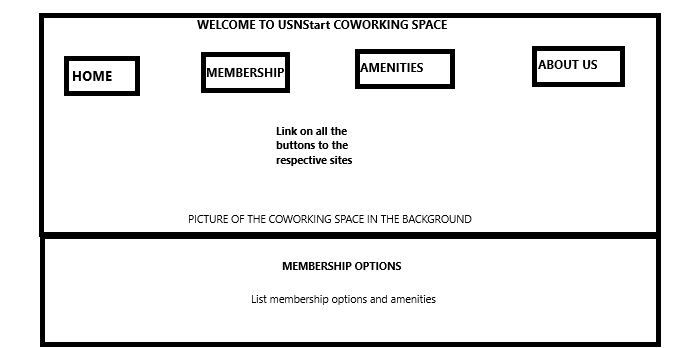 WELCOME TO USNStart COWORKING SPACE
HOME
MEMBERSHIP
AMENITIES
ABOUT US
Link on all the
buttons to the
respective sites
PICTURE OF THE COWORKING SPACE IN THE BACKGROUND
MEMBERSHIP OPTIONS
List membership options and amenities